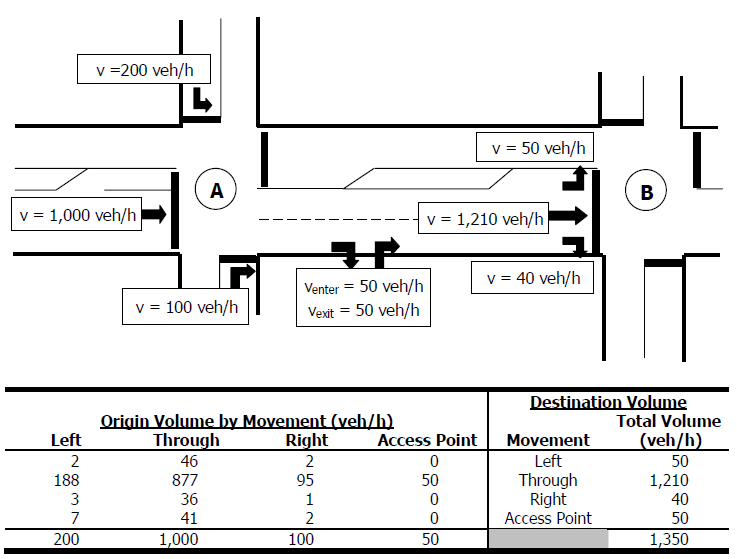 v =200 veh/h
v = 50 veh/h
A
B
v = 1,000 veh/h
v = 1,210 veh/h
v = 40 veh/h
v = 100 veh/h
venter = 50 veh/h
vexit = 50 veh/h
Destination Volume
Origin Volume by Movement (veh/h) Total Volume
Left Through Right Access Point Movement (veh/h)
2 46 2 0 Left 50
188 877 95 50 Through 1,210
3 36 1 0 Right 40
7 41 2 0 Access Point 50
200 1,000 100 50 1,350